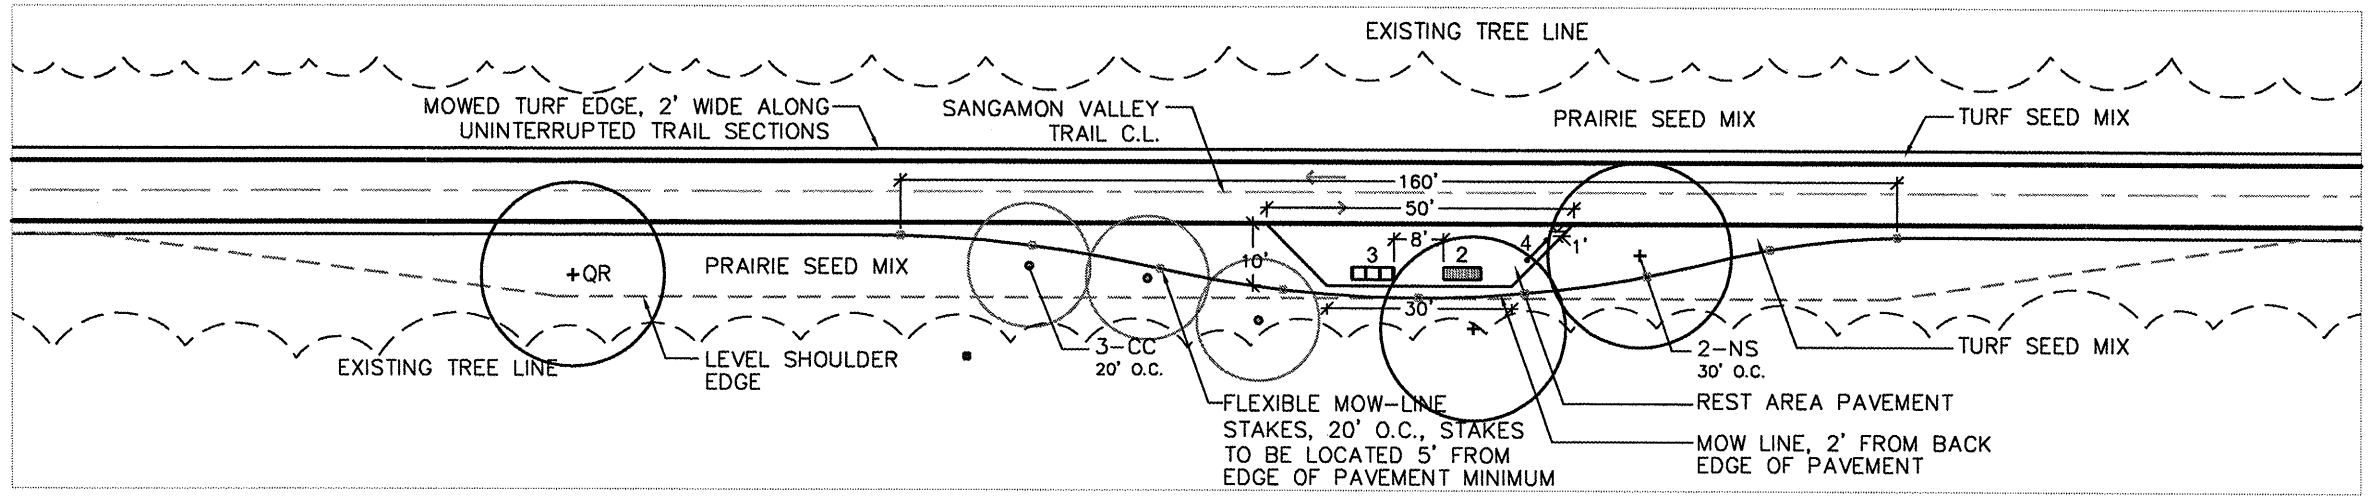 EXISTING TREE LINE
MOWED TURF EDGE, 2' WIDE ALONG
UNINTERRUPTED TRAIL SECTIONS
SANGAMON VALLEY
TRAIL C.L.
PRAIRIE SEED MIX
TURF SEED MIX
160'
50'
8'
10'
3
2
4
1'
+QR
PRAIRIE SEED MIX
30'
EXISTING TREE LINE
LEVEL SHOULDER
EDGE
3-CC
20' O.C.
2-NS
30' O.C.
TURF SEED MIX
FLEXIBLE MOW-LINE
STAKES, 20' O.C., STAKES
TO BE LOCATED 5' FROM
EDGE OF PAVEMENT MINIMUM
REST AREA PAVEMENT
MOW LINE, 2' FROM BACK
EDGE OF PAVEMENT